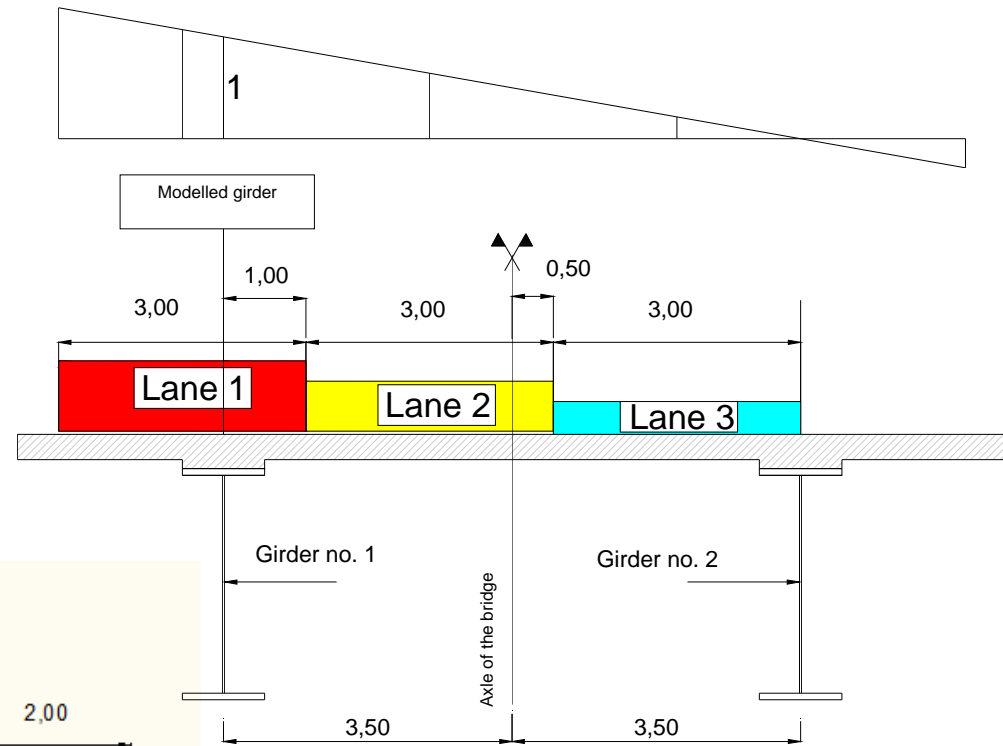 1
Modelled girder
1,00
0,50
3,00
3,00
3,00
Lane 1
Lane 2
Lane 3
Girder no. 1
Girder no. 2
Axle of the bridge
2,00
3,50
3,50